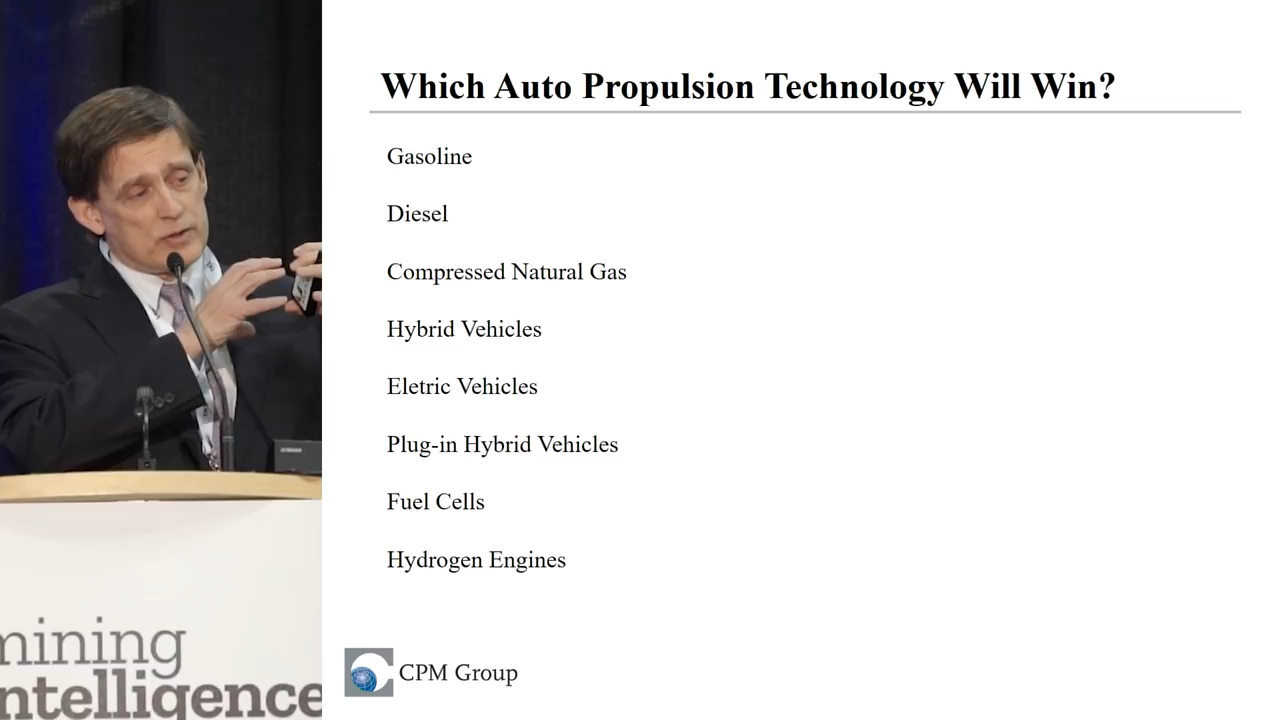 Which Auto Propulsion Technology Will Win?
Gasoline
Diesel
Compressed Natural Gas
Hybrid Vehicles
Eletric Vehicles
Plug-in Hybrid Vehicles
Fuel Cells
Hydrogen Engines
CPM Group
mining
intelligence